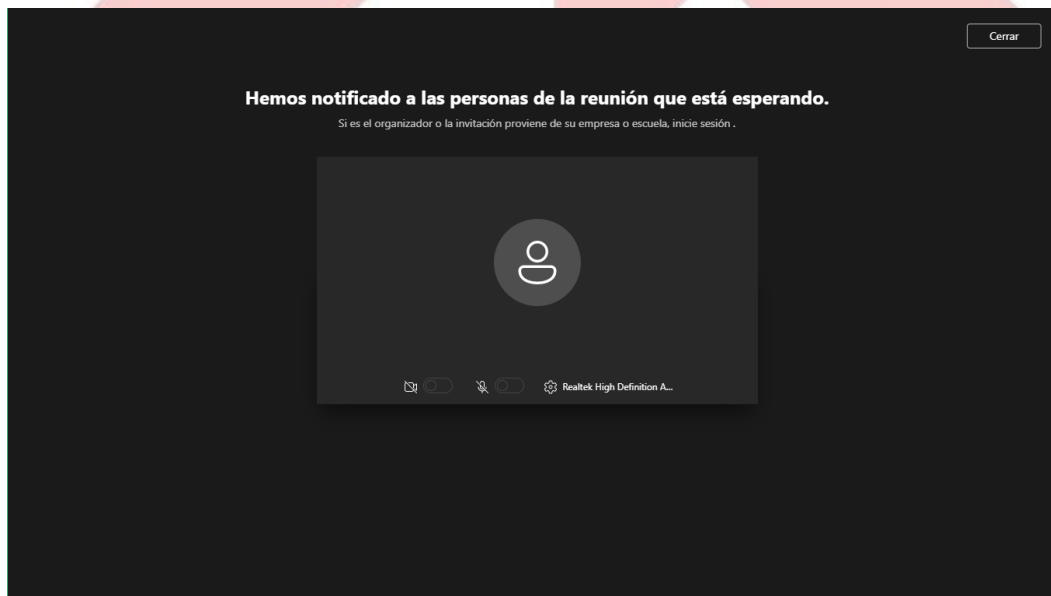 Cerrar
Hemos notificado a las personas de la reunión que está esperando.
Si es el organizador o la invitación proviene de su empresa o escuela, inicie sesión .
Realtek High Definition A...